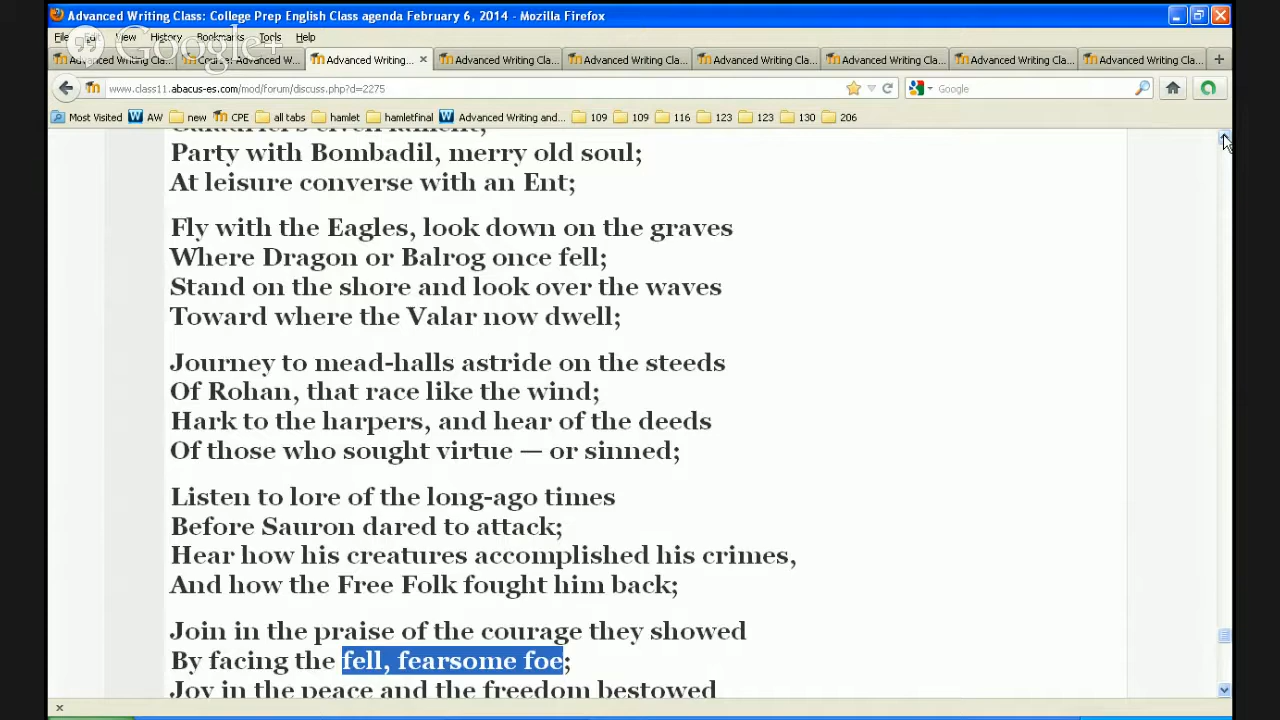 Advanced Writing Class: College Prep English Class agenda February 6, 2014 - Mozilla Firefox
File Edit View History Bookmarks Tools Help
Google+
Advanced Writing Cla... Course: Advanced W... Advanced Writing... Advanced Writing Cla... Advanced Writing Cla... Advanced Writing Cla... Advanced Writing Cla... Advanced Writing Cla... Advanced Writing Cla...
www.class11.abacus-es.com/mod/forum/discuss.php?d=2275 Google
Most Visited AW new CPE all tabs hamlet hamletfinal Advanced Writing and... 109 109 116 123 123 130 206
Galadriel's elven lament;
Party with Bombadil, merry old soul;
At leisure converse with an Ent;
Fly with the Eagles, look down on the graves
Where Dragon or Balrog once fell;
Stand on the shore and look over the waves
Toward where the Valar now dwell;
Journey to mead-halls astride on the steeds
Of Rohan, that race like the wind;
Hark to the harpers, and hear of the deeds
Of those who sought virtue — or sinned;
Listen to lore of the long-ago times
Before Sauron dared to attack;
Hear how his creatures accomplished his crimes,
And how the Free Folk fought him back;
Join in the praise of the courage they showed
By facing the fell, fearsome foe;
Joy in the peace and the freedom bestowed